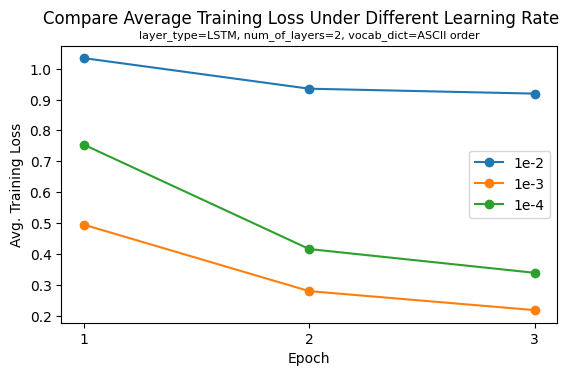 Compare Average Training Loss Under Different Learning Rate
layer_type=LSTM, num_of_layers=2, vocab_dict=ASCII order
Avg. Training Loss
1.0
0.9
0.8
0.7
0.6
0.5
0.4
0.3
0.2
1e-2
1e-3
1e-4
1 2 3
Epoch